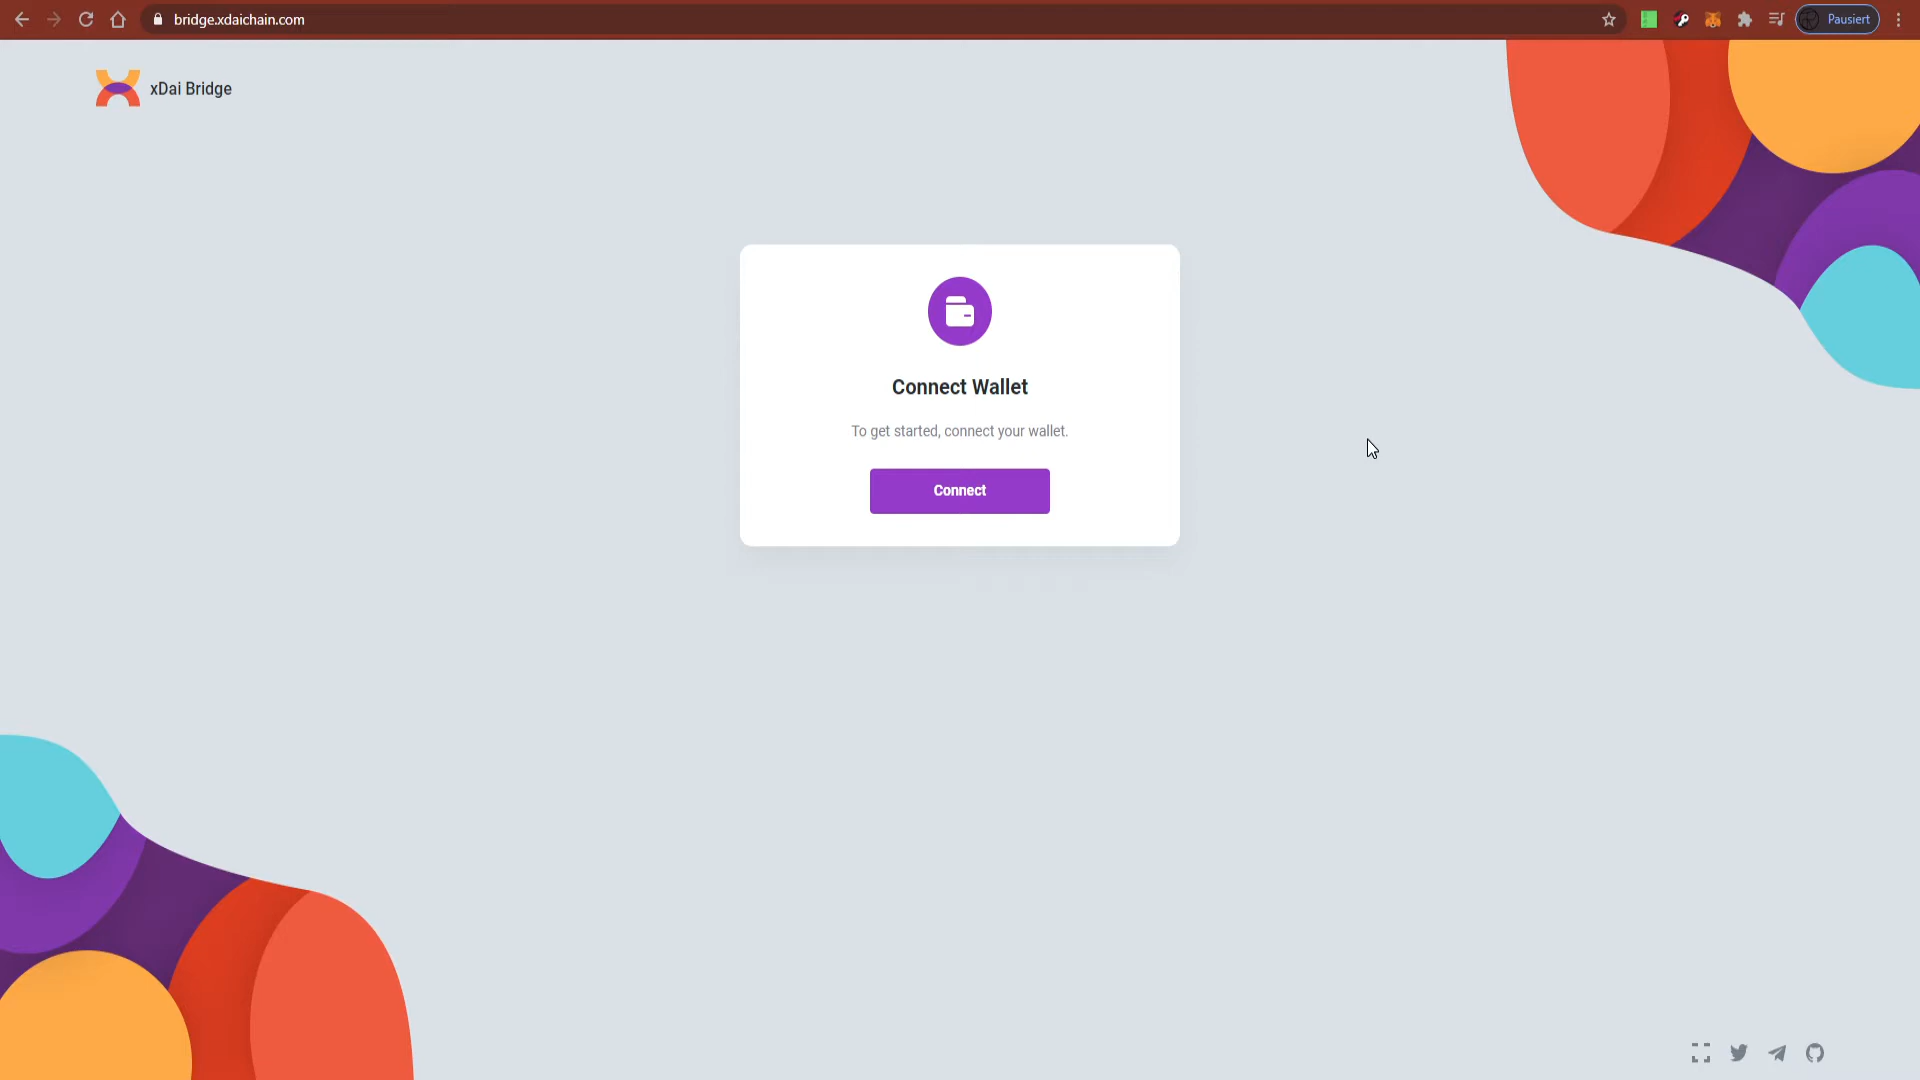 bridge.xdaichain.com
Pausiert
xDai Bridge
Connect Wallet
To get started, connect your wallet.
Connect